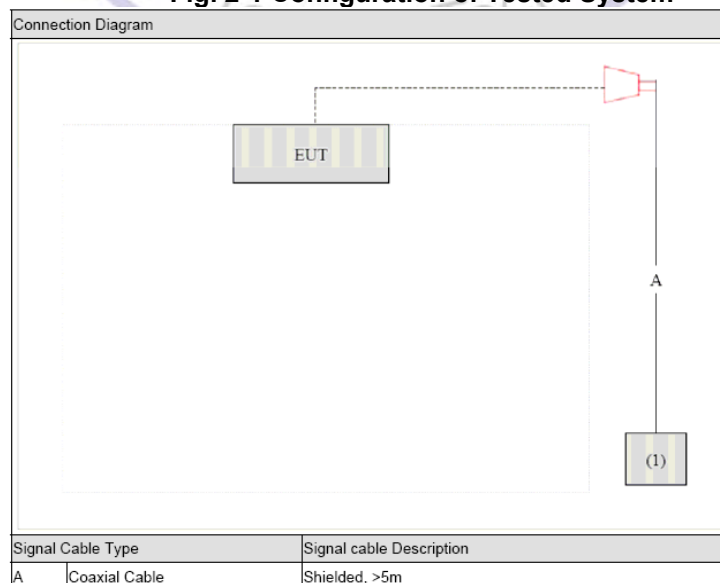 Fig. 2-1 Configuration of Tested System
Connection Diagram
EUT
A
(1)
Signal Cable Type Signal cable Description
A Coaxial Cable Shielded, >5m